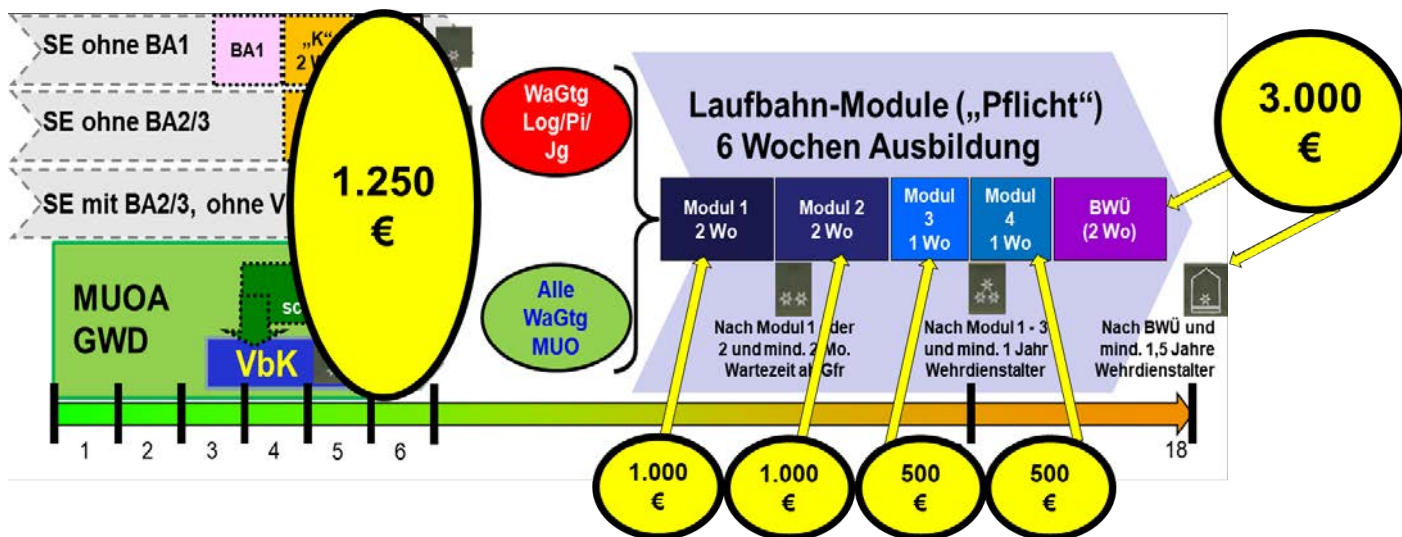 SE ohne BA1
BA1
„K“
2 W
SE ohne BA2/3
SE mit BA2/3, ohne V
1.250
€
MUOA
GWD
VbK
WaGtg
Log/Pi/
Jg
Alle
WaGtg
MUO
Laufbahn-Module („Pflicht“)
6 Wochen Ausbildung
3.000
€
Modul 1
2 Wo
Modul 2
2 Wo
Modul
3
1 Wo
Modul
4
1 Wo
BWÜ
(2 Wo)
Nach Modul 1 oder
2 und mind. 2 Mo.
Wartezeit ab Gfr
Nach Modul 1 - 3
und mind. 1 Jahr
Wehrdienstalter
Nach BWÜ und
mind. 1,5 Jahre
Wehrdienstalter
1
2
3
4
5
6
18
1.000
€
1.000
€
500
€
500
€